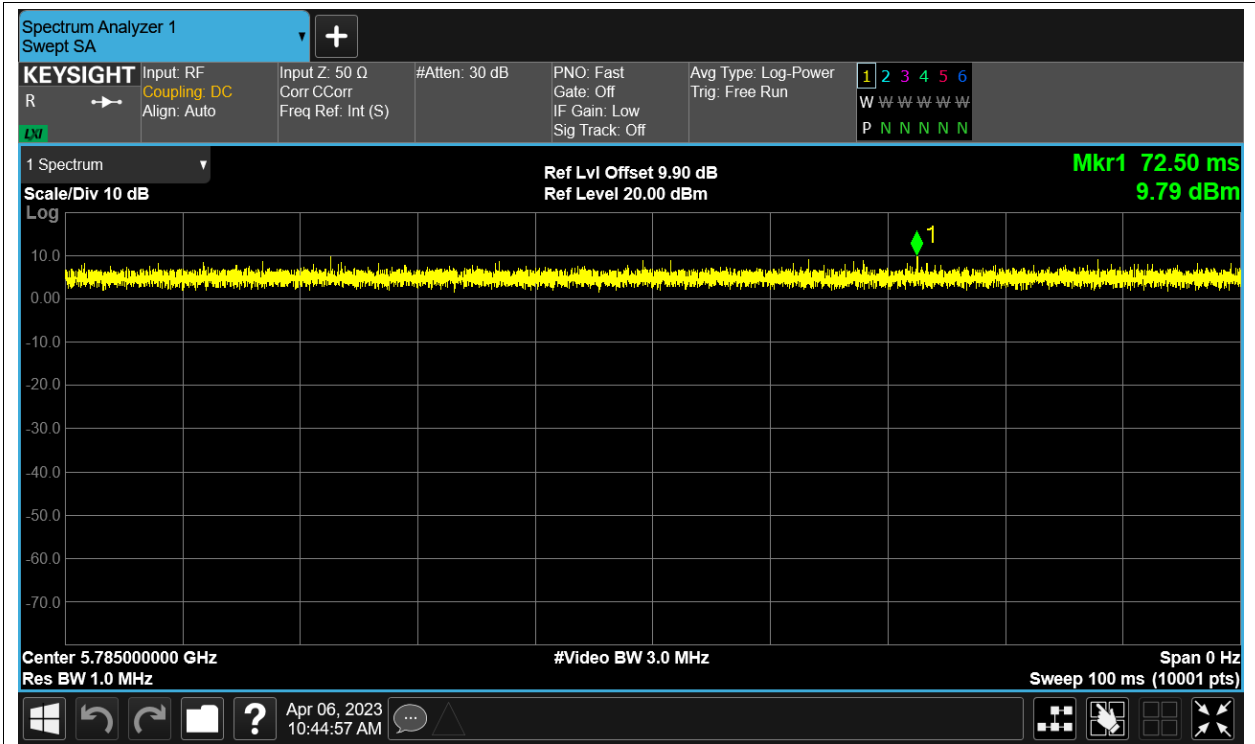 Spectrum Analyzer 1
Swept SA
KEYSIGHT
R
LXI
Input: RF
Coupling: DC
Align: Auto
Input Z: 50 Ω
Corr CCorr
Freq Ref: Int (S)
#Atten: 30 dB
PNO: Fast
Gate: Off
IF Gain: Low
Sig Track: Off
Avg Type: Log-Power
Trig: Free Run
1 2 3 4 5 6
W W W W W W
P N N N N N
1 Spectrum
Scale/Div 10 dB
Log
Ref Lvl Offset 9.90 dB
Ref Level 20.00 dBm
Mkr1 72.50 ms
9.79 dBm
1
10.0
0.00
-10.0
-20.0
-30.0
-40.0
-50.0
-60.0
-70.0
Center 5.785000000 GHz
Res BW 1.0 MHz
#Video BW 3.0 MHz
Span 0 Hz
Sweep 100 ms (10001 pts)
?
Apr 06, 2023
10:44:57 AM